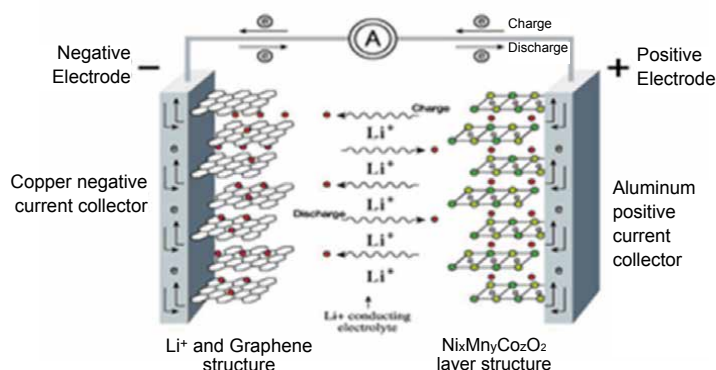 e
e
A
Charge
Discharge
e
e
Negative
Electrode
−
+
Positive
Electrode
Charge
Li⁺
Li⁺
Copper negative
current collector
Li⁺
Discharge
Li⁺
Li⁺
Li⁺
Aluminum
positive
current
collector
Li+ conducting
electrolyte
Li⁺ and Graphene
structure
NixMnyCozO₂
layer structure